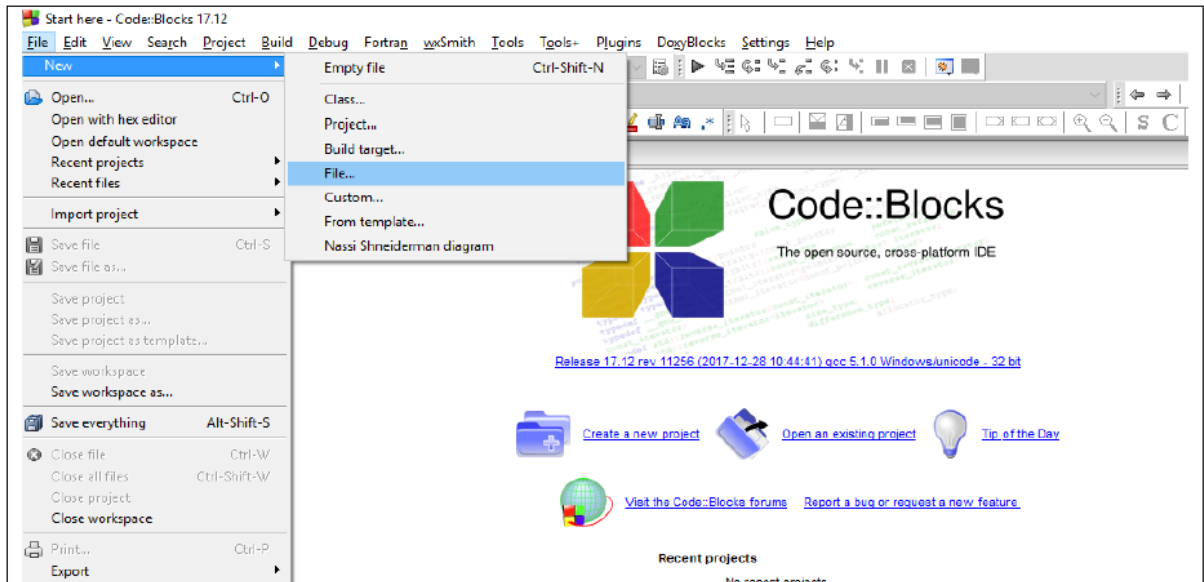 Start here - Code::Blocks 17.12
File Edit View Search Project Build Debug Fortran wxSmith Tools Tools+ Plugins DoxyBlocks Settings Help
New
Open... Ctrl-O
Open with hex editor
Open default workspace
Recent projects
Recent files
Import project
Save file Ctrl-S
Save file as...
Save project
Save project as...
Save project as template...
Save workspace
Save workspace as...
Save everything Alt-Shift-S
Close file Ctrl-W
Close all files Ctrl-Shift-W
Close project
Close workspace
Print... Ctrl-P
Export
Empty file Ctrl-Shift-N
Class...
Project...
Build target...
File...
Custom...
From template...
Nassi Shneiderman diagram
S C
Code::Blocks
The open source, cross-platform IDE
Release 17.12 rev 11256 (2017-12-28 10:44:41) gcc 5.1.0 Windows/unicode - 32 bit
Create a new project
Open an existing project
Tip of the Day
Visit the Code::Blocks forums
Report a bug or request a new feature
Recent projects
No recent projects